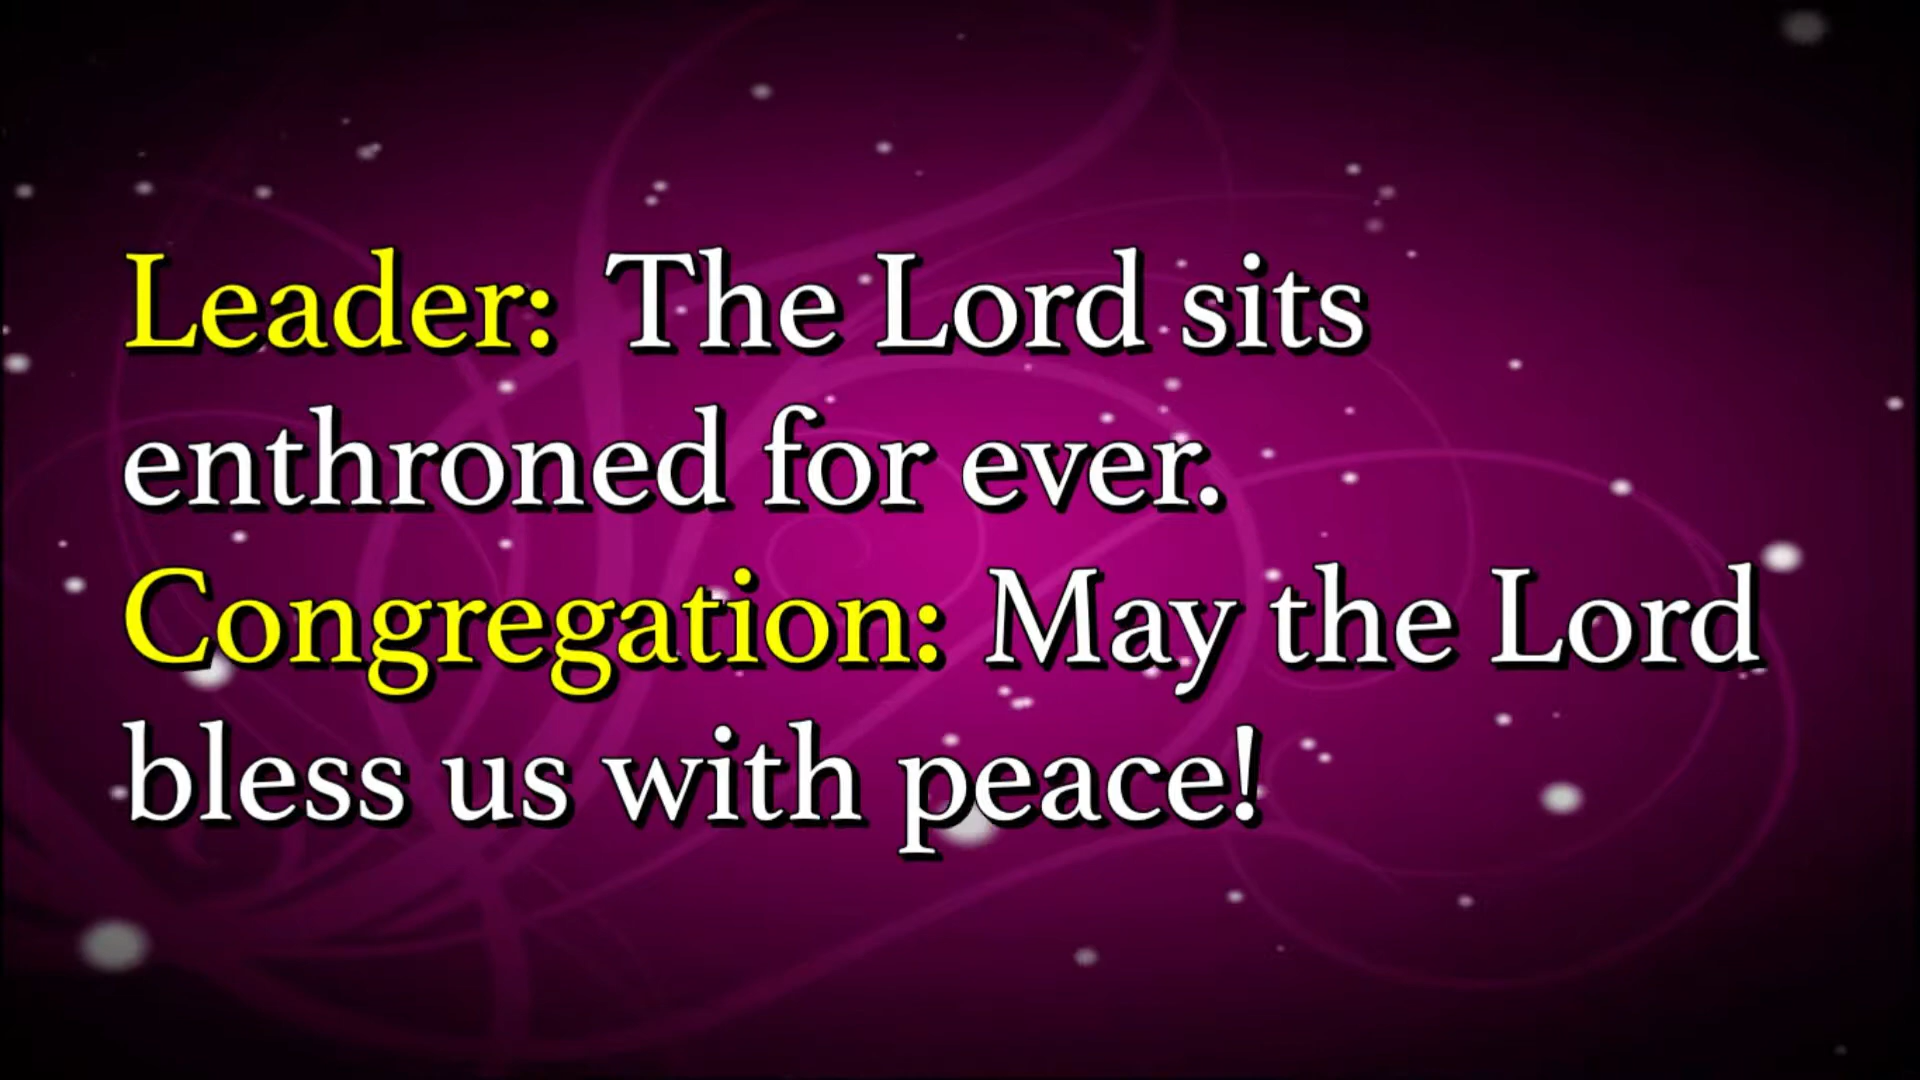 Leader: The Lord sits
enthroned for ever.
Congregation: May the Lord
bless us with peace!